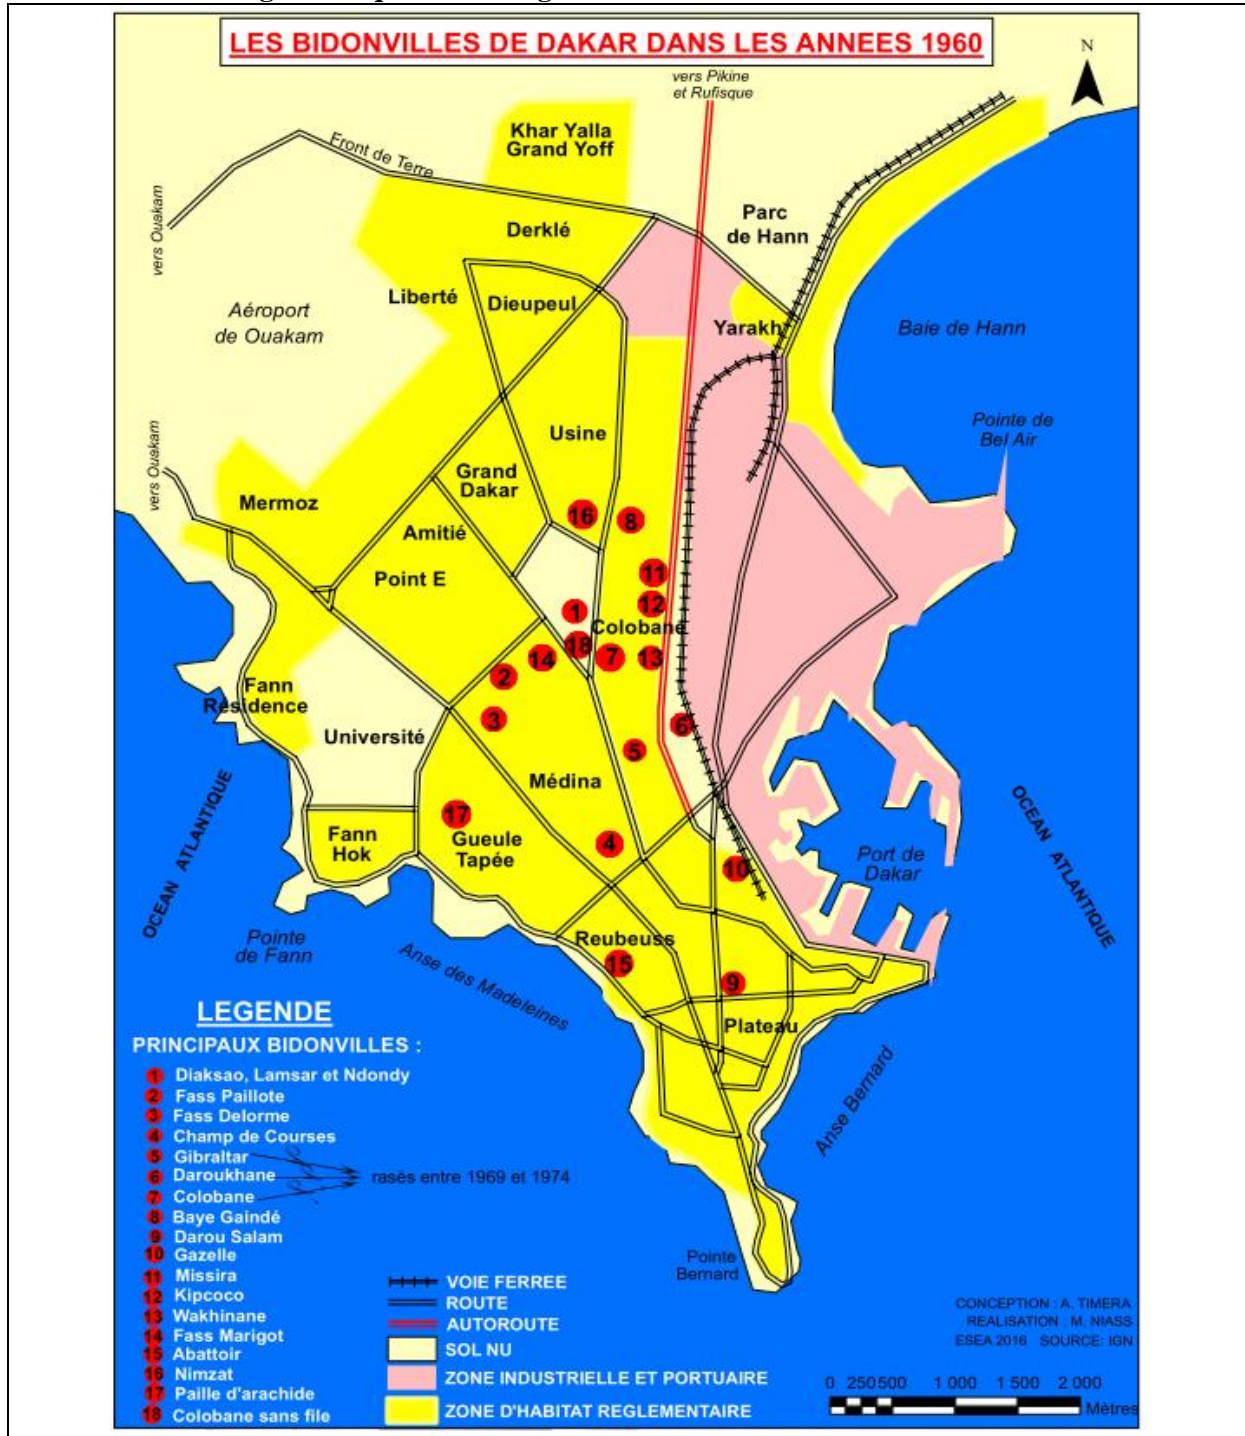 LES BIDONVILLES DE DAKAR DANS LES ANNEES 1960
N
vers Pikine
et Rufisque
Khar Yalla
Grand Yoff
Front de Terre
vers Ouakam
Parc
de Hann
Derklé
Liberté
Dieupeul
Aéroport
de Ouakam
Yarakh
Baie de Hann
Pointe de
Bel Air
vers Ouakam
Usine
Grand
Dakar
Mermoz
Amitié
16
8
Point E
11
12
1
Colobane
18
14
7
13
2
Fann
Résidence
3
6
Université
5
Médina
17
Gueule
Tapée
4
Fann
Hok
10
Port de
Dakar
OCEAN ATLANTIQUE
OCEAN ATLANTIQUE
Pointe
de Fann
Anse des Madeleines
Reubeuss
15
9
Plateau
Anse Bernard
Pointe
Bernard
LEGENDE
PRINCIPAUX BIDONVILLES :
1 Diaksao, Lamsar et Ndondy
2 Fass Paillote
3 Fass Delorme
4 Champ de Courses
5 Gibraltar
6 Daroukhane
rasès entre 1969 et 1974
7 Colobane
8 Baye Gaindé
9 Darou Salam
10 Gazelle
11 Missira
12 Kipcoco
13 Wakhinane
14 Fass Marigot
15 Abattoir
16 Nimzat
17 Paille d'arachide
18 Colobane sans file
VOIE FERREE
ROUTE
AUTOROUTE
SOL NU
ZONE INDUSTRIELLE ET PORTUAIRE
ZONE D'HABITAT REGLEMENTAIRE
CONCEPTION : A. TIMERA
REALISATION : M. NIASS
ESEA 2016 SOURCE: IGN
0 250 500 1 000 1 500 2 000
Mètres